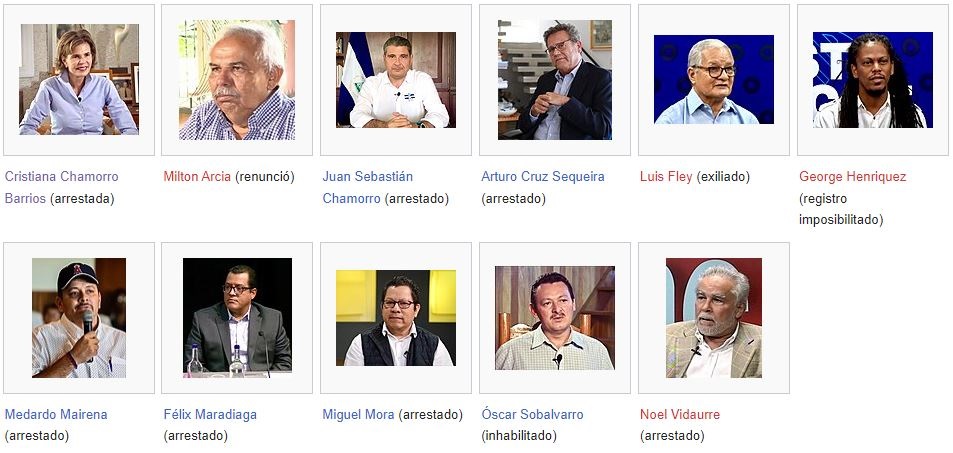 Cristiana Chamorro
Barrios (arrestada)
Milton Arcia (renunció)
Juan Sebastián
Chamorro (arrestado)
Arturo Cruz Sequeira
(arrestado)
Luis Fley (exiliado)
George Henriquez
(registro
imposibilitado)
Medardo Mairena
(arrestado)
Félix Maradiaga
(arrestado)
Miguel Mora (arrestado)
Óscar Sobalvarro
(inhabilitado)
Noel Vidaurre
(arrestado)